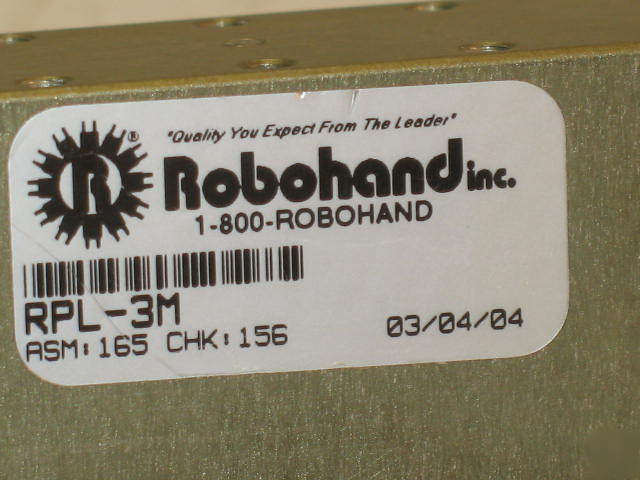 "Quality You Expect From The Leader"
R®
Robohand inc.
1-800-ROBOHAND
RPL-3M
ASM: 165 CHK: 156
03/04/04